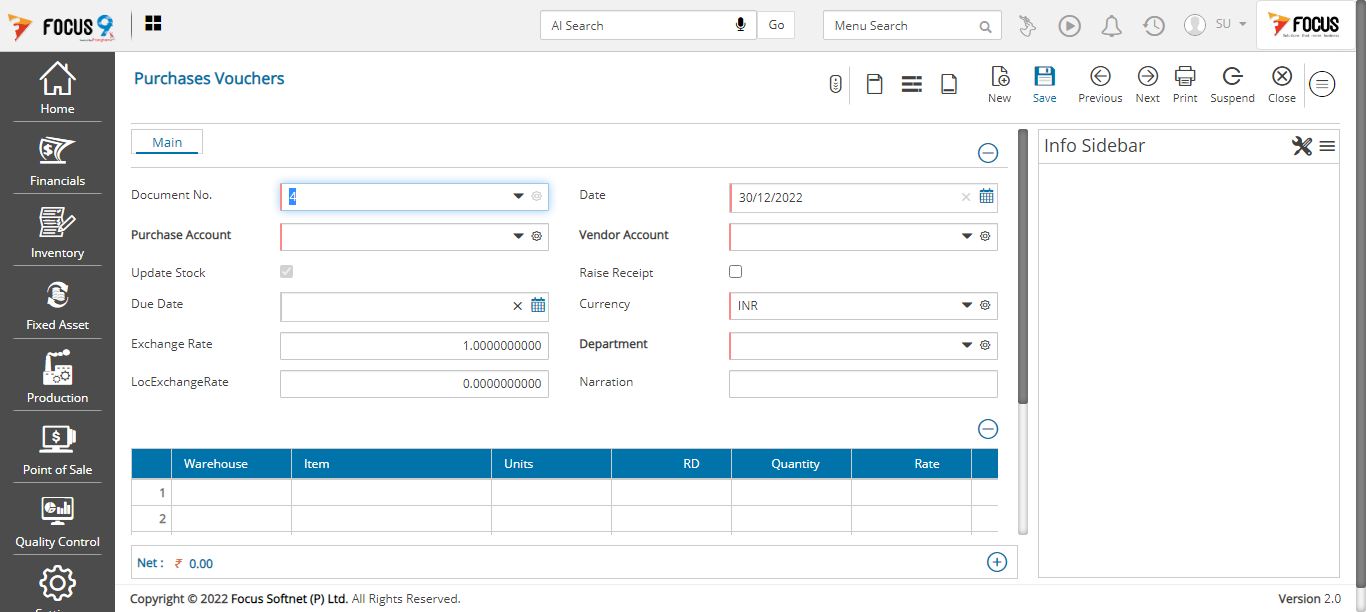 FOCUS 9
AI Search
Go
Menu Search
SU
FOCUS
Home
Financials
Inventory
Fixed Asset
Production
Point of Sale
Quality Control
Purchases Vouchers
New
Save
Previous
Next
Print
Suspend
Close
Main
Info Sidebar
Document No.
4
Date
30/12/2022
Purchase Account
Vendor Account
Update Stock
Raise Receipt
Due Date
Currency
INR
Exchange Rate
1.0000000000
Department
LocExchangeRate
0.0000000000
Narration
Warehouse Item Units RD Quantity Rate
1
2
Net : ₹ 0.00
Copyright © 2022 Focus Softnet (P) Ltd. All Rights Reserved.
Version 2.0